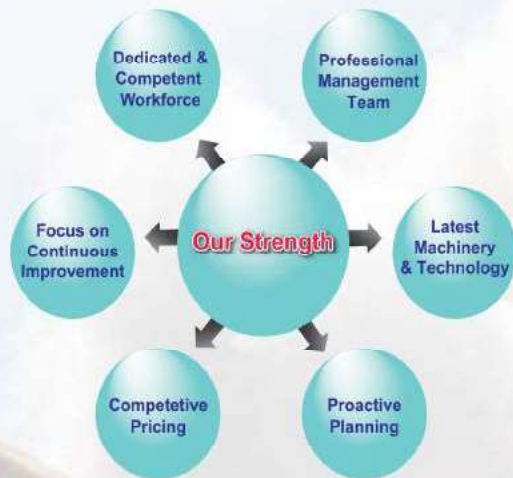 Dedicated &
Competent
Workforce
Professional
Management
Team
Focus on
Continuous
Improvement
Our Strength
Latest
Machinery
& Technology
Competetive
Pricing
Proactive
Planning